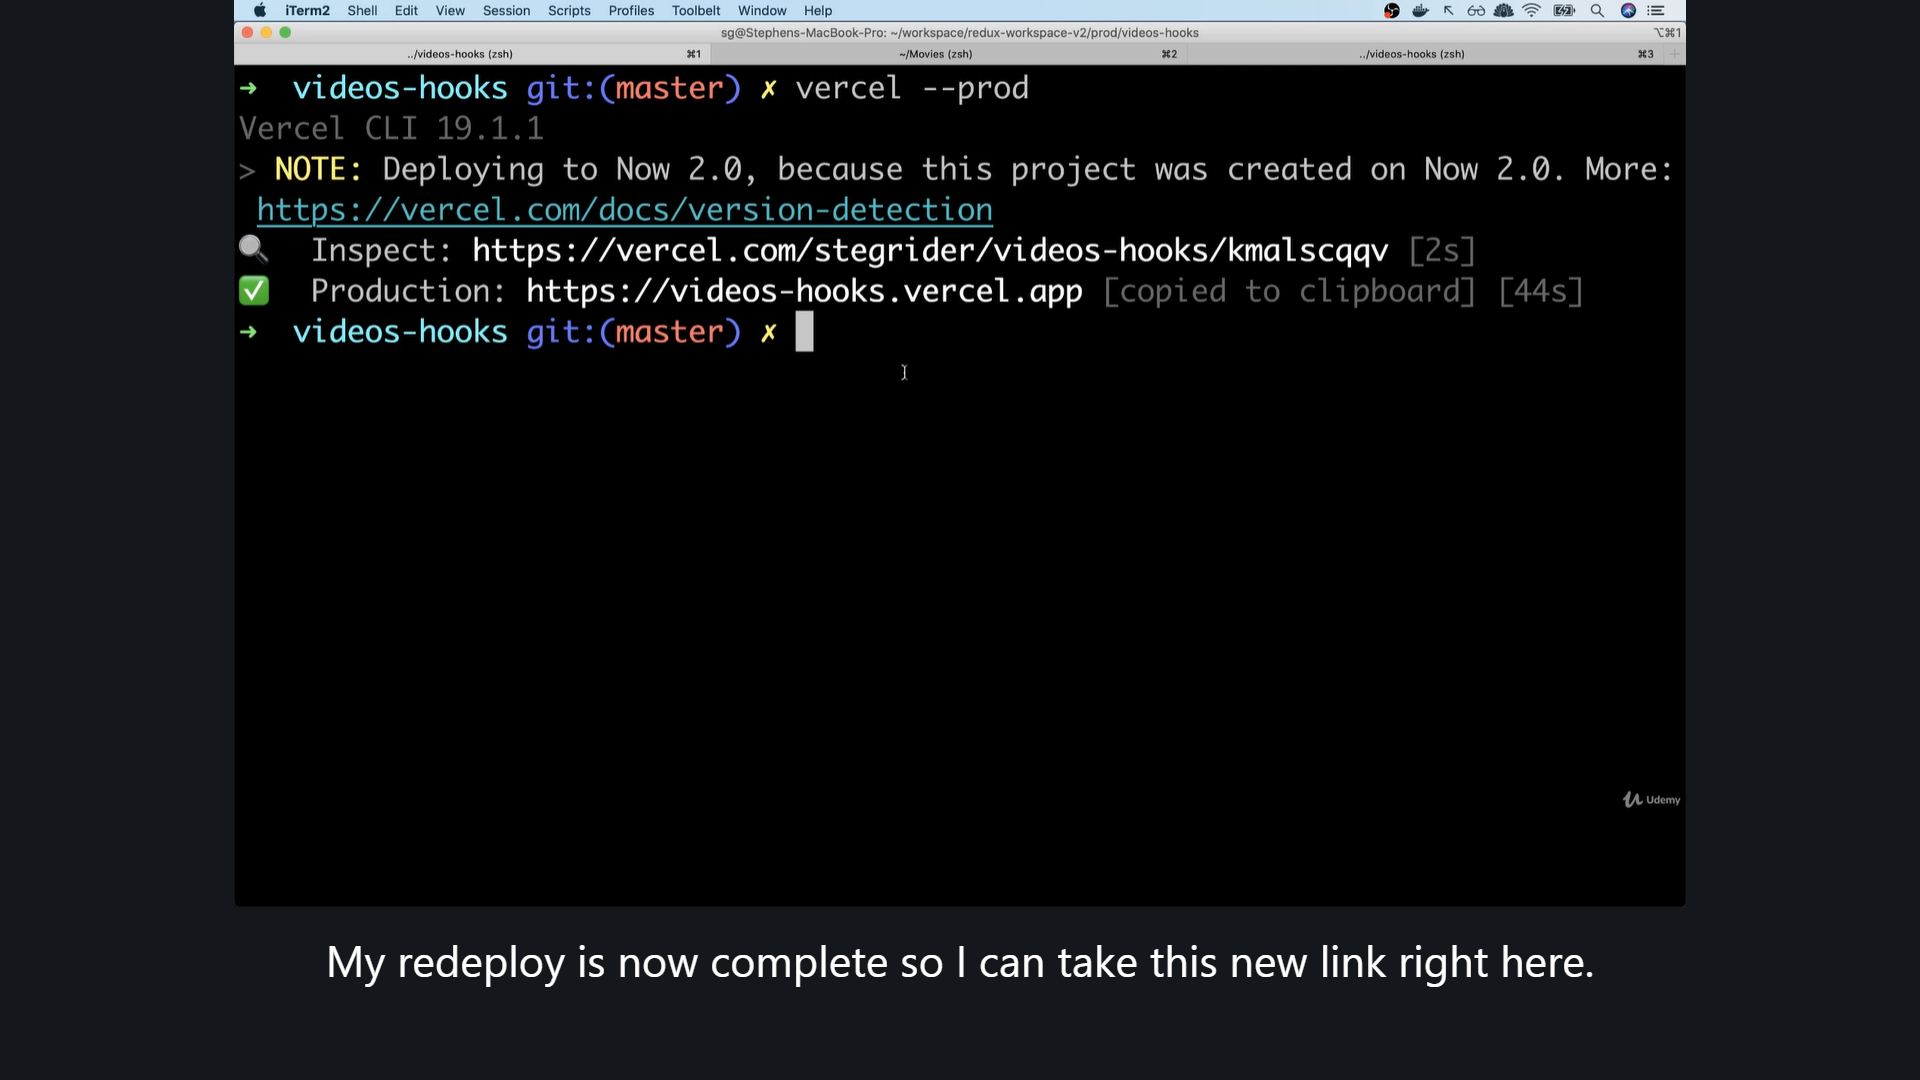 iTerm2 Shell Edit View Session Scripts Profiles Toolbelt Window Help
sg@Stephens-MacBook-Pro: ~/workspace/redux-workspace-v2/prod/videos-hooks ⌥⌘1
../videos-hooks (zsh) ⌘1 ~/Movies (zsh) ⌘2 ../videos-hooks (zsh) ⌘3 +
➜ videos-hooks git:(master) ✗ vercel --prod
Vercel CLI 19.1.1
> NOTE: Deploying to Now 2.0, because this project was created on Now 2.0. More:
https://vercel.com/docs/version-detection
🔍 Inspect: https://vercel.com/stegrider/videos-hooks/kmalscqqv [2s]
✅ Production: https://videos-hooks.vercel.app [copied to clipboard] [44s]
➜ videos-hooks git:(master) ✗
Udemy
My redeploy is now complete so I can take this new link right here.